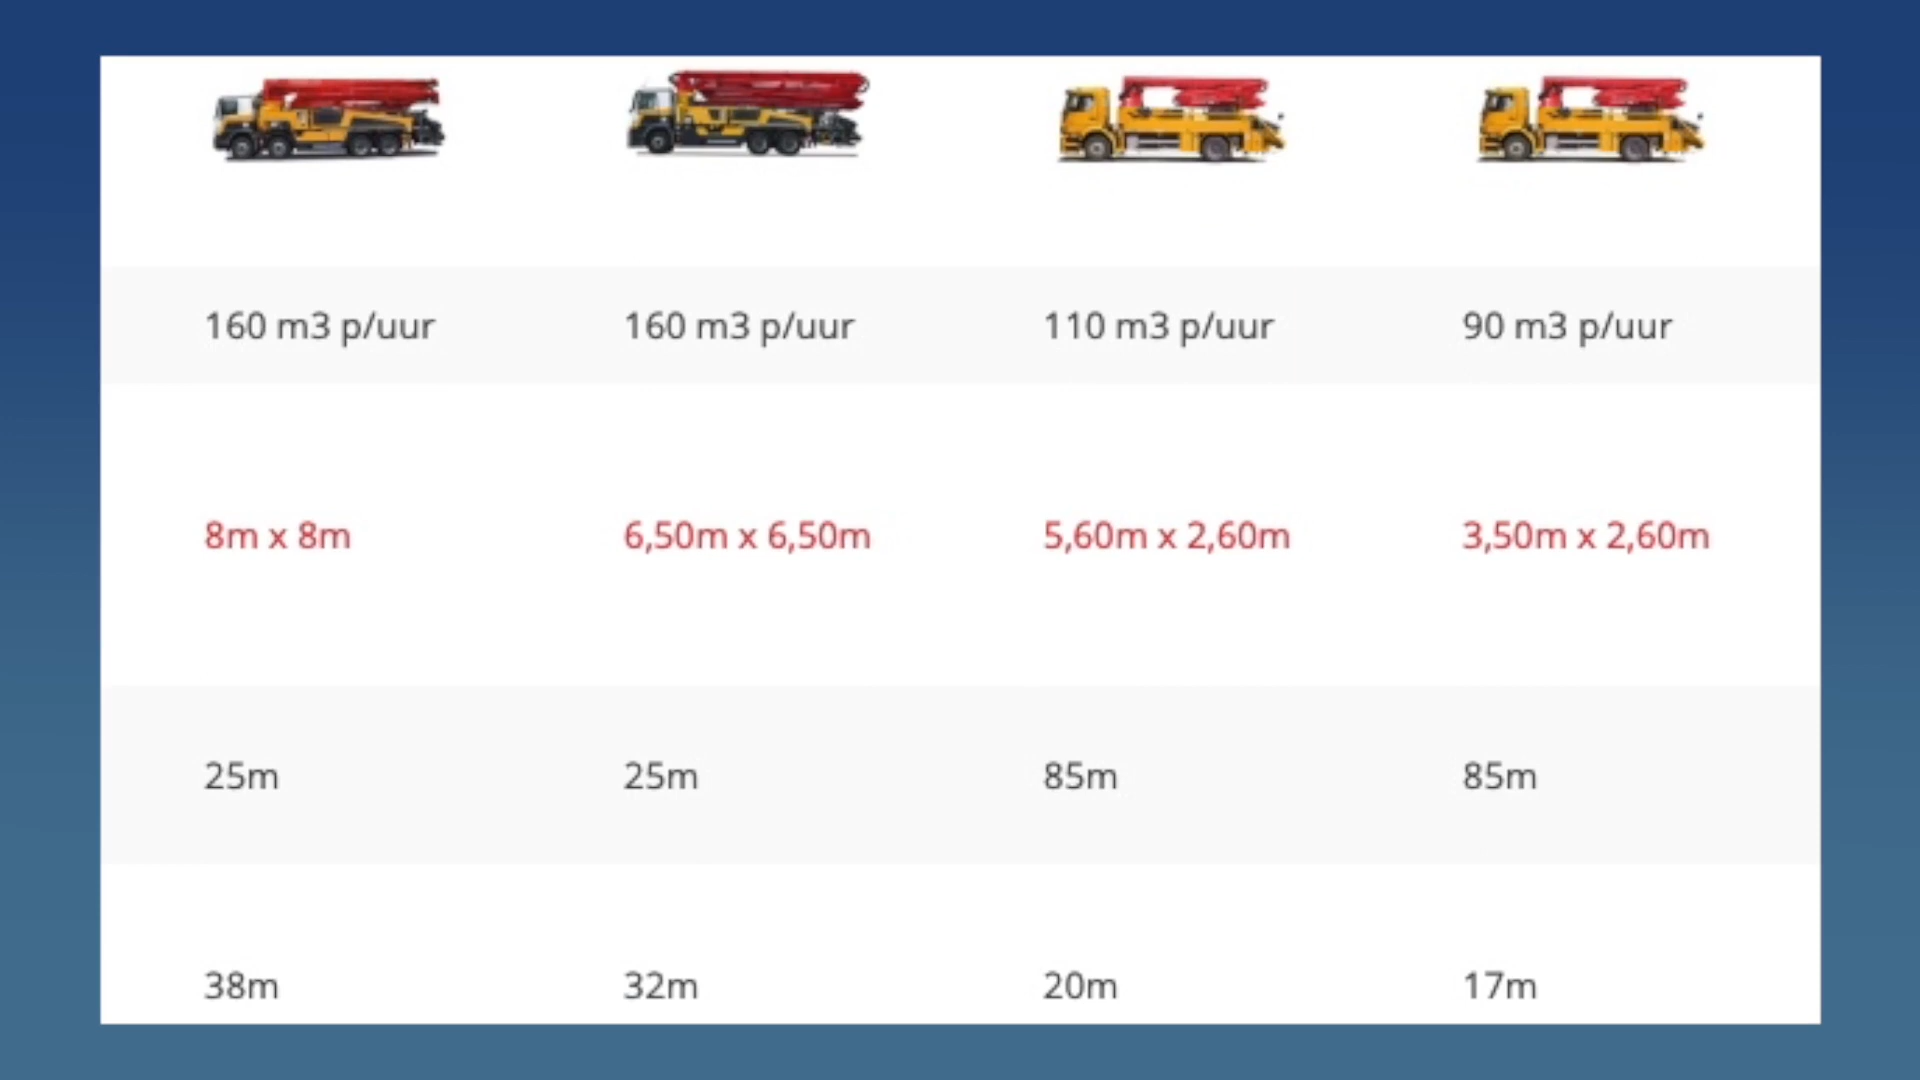 160 m3 p/uur 160 m3 p/uur 110 m3 p/uur 90 m3 p/uur
8m x 8m 6,50m x 6,50m 5,60m x 2,60m 3,50m x 2,60m
25m 25m 85m 85m
38m 32m 20m 17m